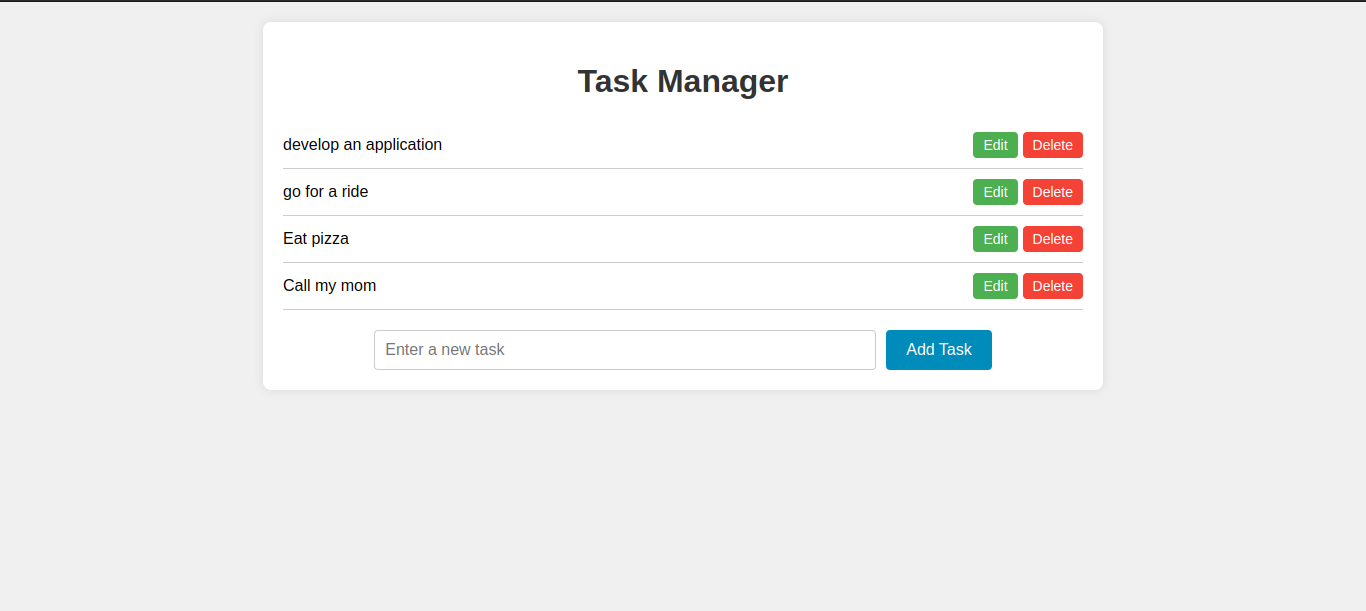 Task Manager
develop an application Edit Delete
go for a ride Edit Delete
Eat pizza Edit Delete
Call my mom Edit Delete
Enter a new task Add Task